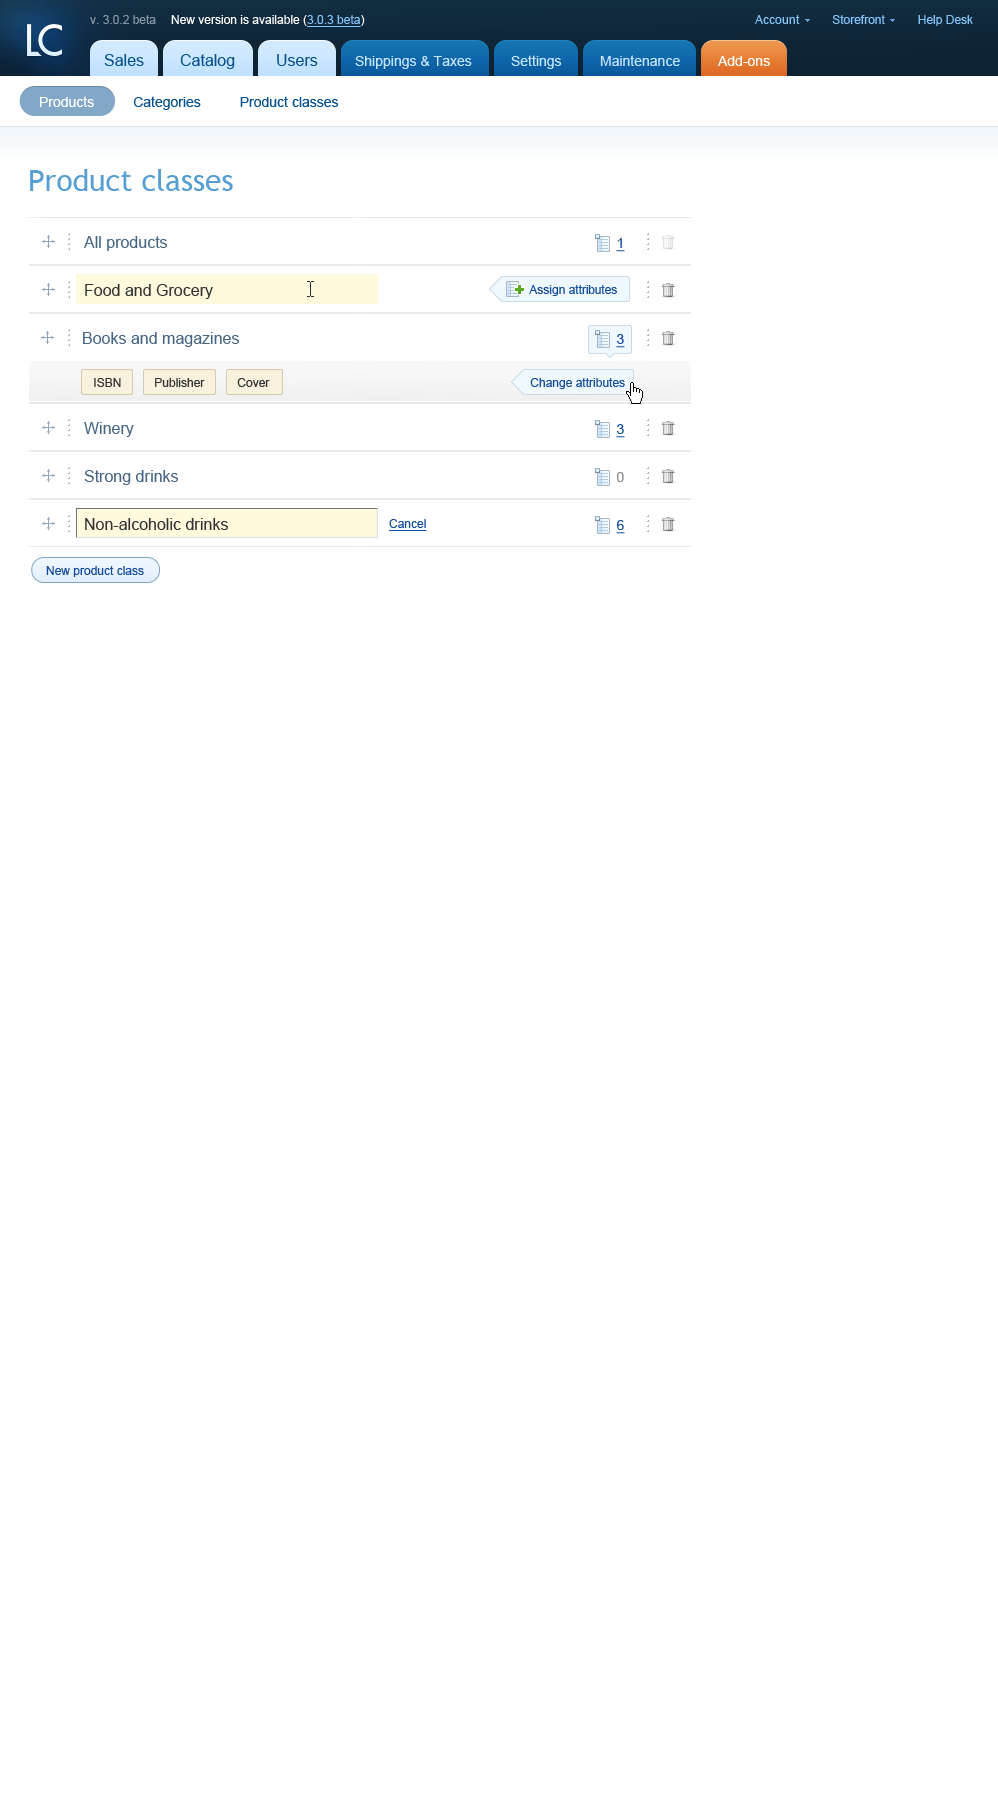 LC
v. 3.0.2 beta New version is available (3.0.3 beta) Account Storefront Help Desk
Sales Catalog Users Shippings & Taxes Settings Maintenance Add-ons
Products Categories Product classes
Product classes
All products 1
Food and Grocery Assign attributes
Books and magazines 3
ISBN Publisher Cover Change attributes
Winery 3
Strong drinks 0
Non-alcoholic drinks Cancel 6
New product class